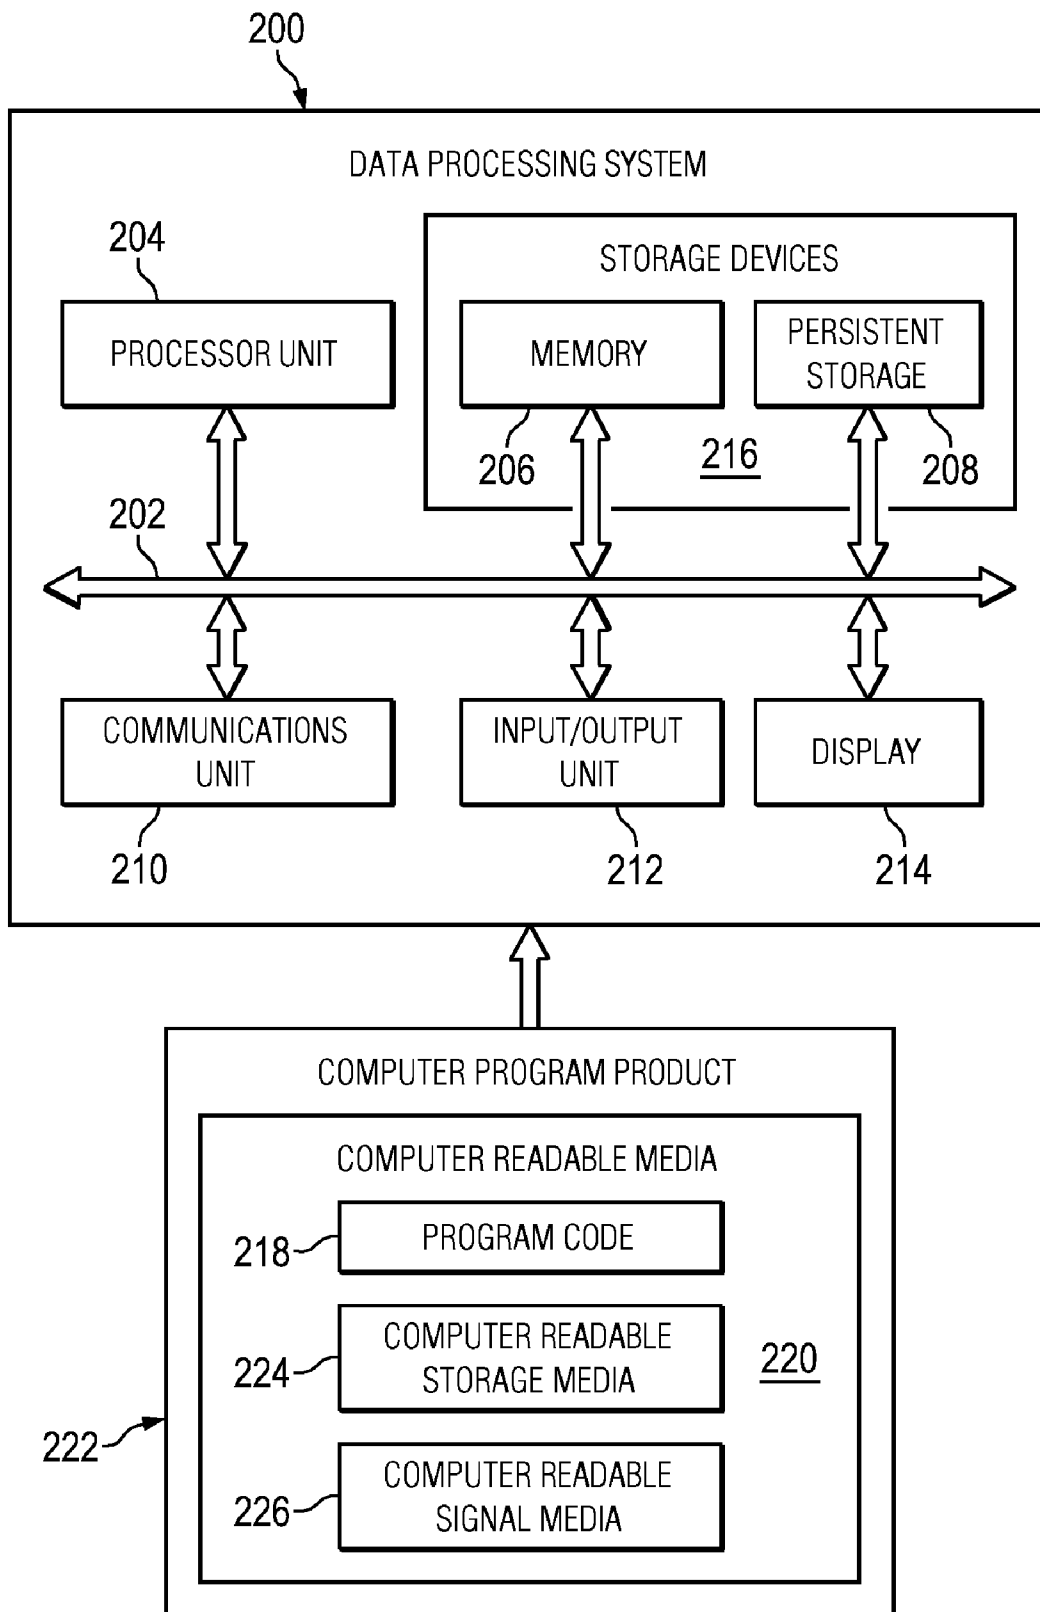 200
DATA PROCESSING SYSTEM
204
STORAGE DEVICES
PROCESSOR UNIT
MEMORY
PERSISTENT
STORAGE
206
216
208
202
COMMUNICATIONS
UNIT
INPUT/OUTPUT
UNIT
DISPLAY
210
212
214
COMPUTER PROGRAM PRODUCT
COMPUTER READABLE MEDIA
218
PROGRAM CODE
224
COMPUTER READABLE
STORAGE MEDIA
220
222
226
COMPUTER READABLE
SIGNAL MEDIA